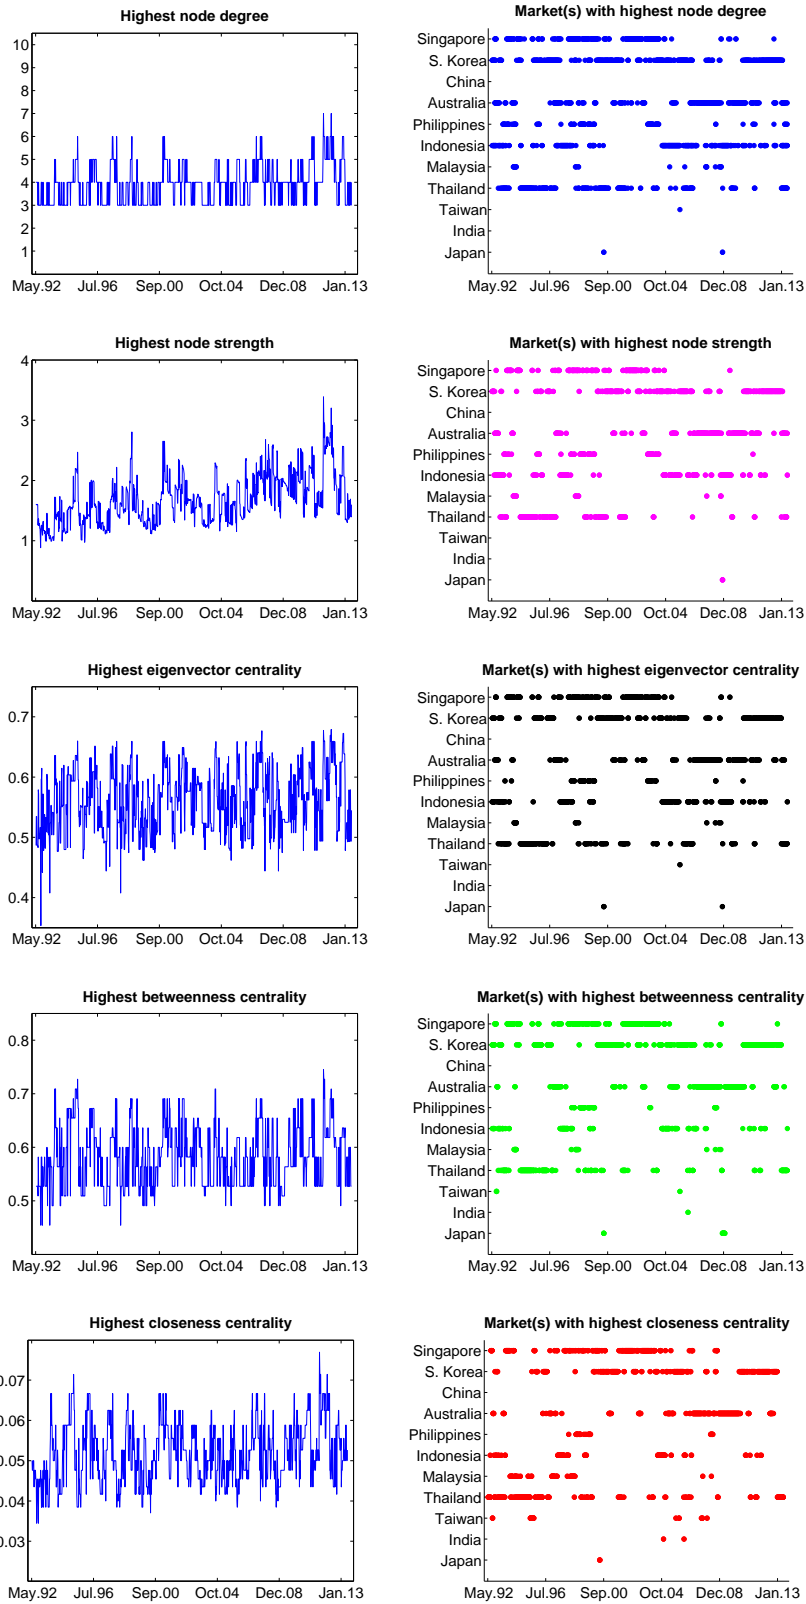 Highest node degree
10
9
8
7
6
5
4
3
2
1
May.92 Jul.96 Sep.00 Oct.04 Dec.08 Jan.13
Market(s) with highest node degree
Singapore
S. Korea
China
Australia
Philippines
Indonesia
Malaysia
Thailand
Taiwan
India
Japan
May.92 Jul.96 Sep.00 Oct.04 Dec.08 Jan.13
Highest node strength
4
3
2
1
May.92 Jul.96 Sep.00 Oct.04 Dec.08 Jan.13
Market(s) with highest node strength
Singapore
S. Korea
China
Australia
Philippines
Indonesia
Malaysia
Thailand
Taiwan
India
Japan
May.92 Jul.96 Sep.00 Oct.04 Dec.08 Jan.13
Highest eigenvector centrality
0.7
0.6
0.5
0.4
May.92 Jul.96 Sep.00 Oct.04 Dec.08 Jan.13
Market(s) with highest eigenvector centrality
Singapore
S. Korea
China
Australia
Philippines
Indonesia
Malaysia
Thailand
Taiwan
India
Japan
May.92 Jul.96 Sep.00 Oct.04 Dec.08 Jan.13
Highest betweenness centrality
0.8
0.7
0.6
0.5
May.92 Jul.96 Sep.00 Oct.04 Dec.08 Jan.13
Market(s) with highest betweenness centrality
Singapore
S. Korea
China
Australia
Philippines
Indonesia
Malaysia
Thailand
Taiwan
India
Japan
May.92 Jul.96 Sep.00 Oct.04 Dec.08 Jan.13
Highest closeness centrality
0.07
0.06
0.05
0.04
0.03
May.92 Jul.96 Sep.00 Oct.04 Dec.08 Jan.13
Market(s) with highest closeness centrality
Singapore
S. Korea
China
Australia
Philippines
Indonesia
Malaysia
Thailand
Taiwan
India
Japan
May.92 Jul.96 Sep.00 Oct.04 Dec.08 Jan.13